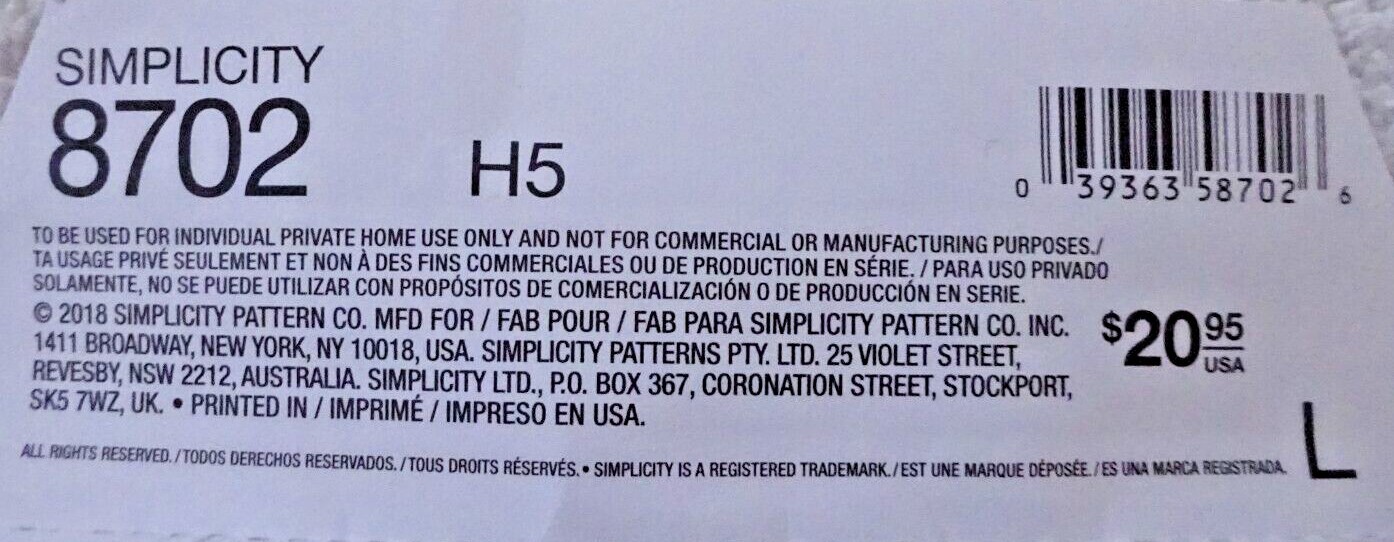 SIMPLICITY
8702
H5
0 39363 58702 6
TO BE USED FOR INDIVIDUAL PRIVATE HOME USE ONLY AND NOT FOR COMMERCIAL OR MANUFACTURING PURPOSES./
TA USAGE PRIVÉ SEULEMENT ET NON À DES FINS COMMERCIALES OU DE PRODUCTION EN SÉRIE. / PARA USO PRIVADO
SOLAMENTE, NO SE PUEDE UTILIZAR CON PROPÓSITOS DE COMERCIALIZACIÓN O DE PRODUCCIÓN EN SERIE.
© 2018 SIMPLICITY PATTERN CO. MFD FOR / FAB POUR / FAB PARA SIMPLICITY PATTERN CO. INC.
1411 BROADWAY, NEW YORK, NY 10018, USA. SIMPLICITY PATTERNS PTY. LTD. 25 VIOLET STREET,
REVESBY, NSW 2212, AUSTRALIA. SIMPLICITY LTD., P.O. BOX 367, CORONATION STREET, STOCKPORT,
SK5 7WZ, UK. • PRINTED IN / IMPRIMÉ / IMPRESO EN USA.
$20 95
USA
L
ALL RIGHTS RESERVED. / TODOS DERECHOS RESERVADOS. / TOUS DROITS RÉSERVÉS. • SIMPLICITY IS A REGISTERED TRADEMARK. / EST UNE MARQUE DÉPOSÉE. / ES UNA MARCA REGISTRADA.